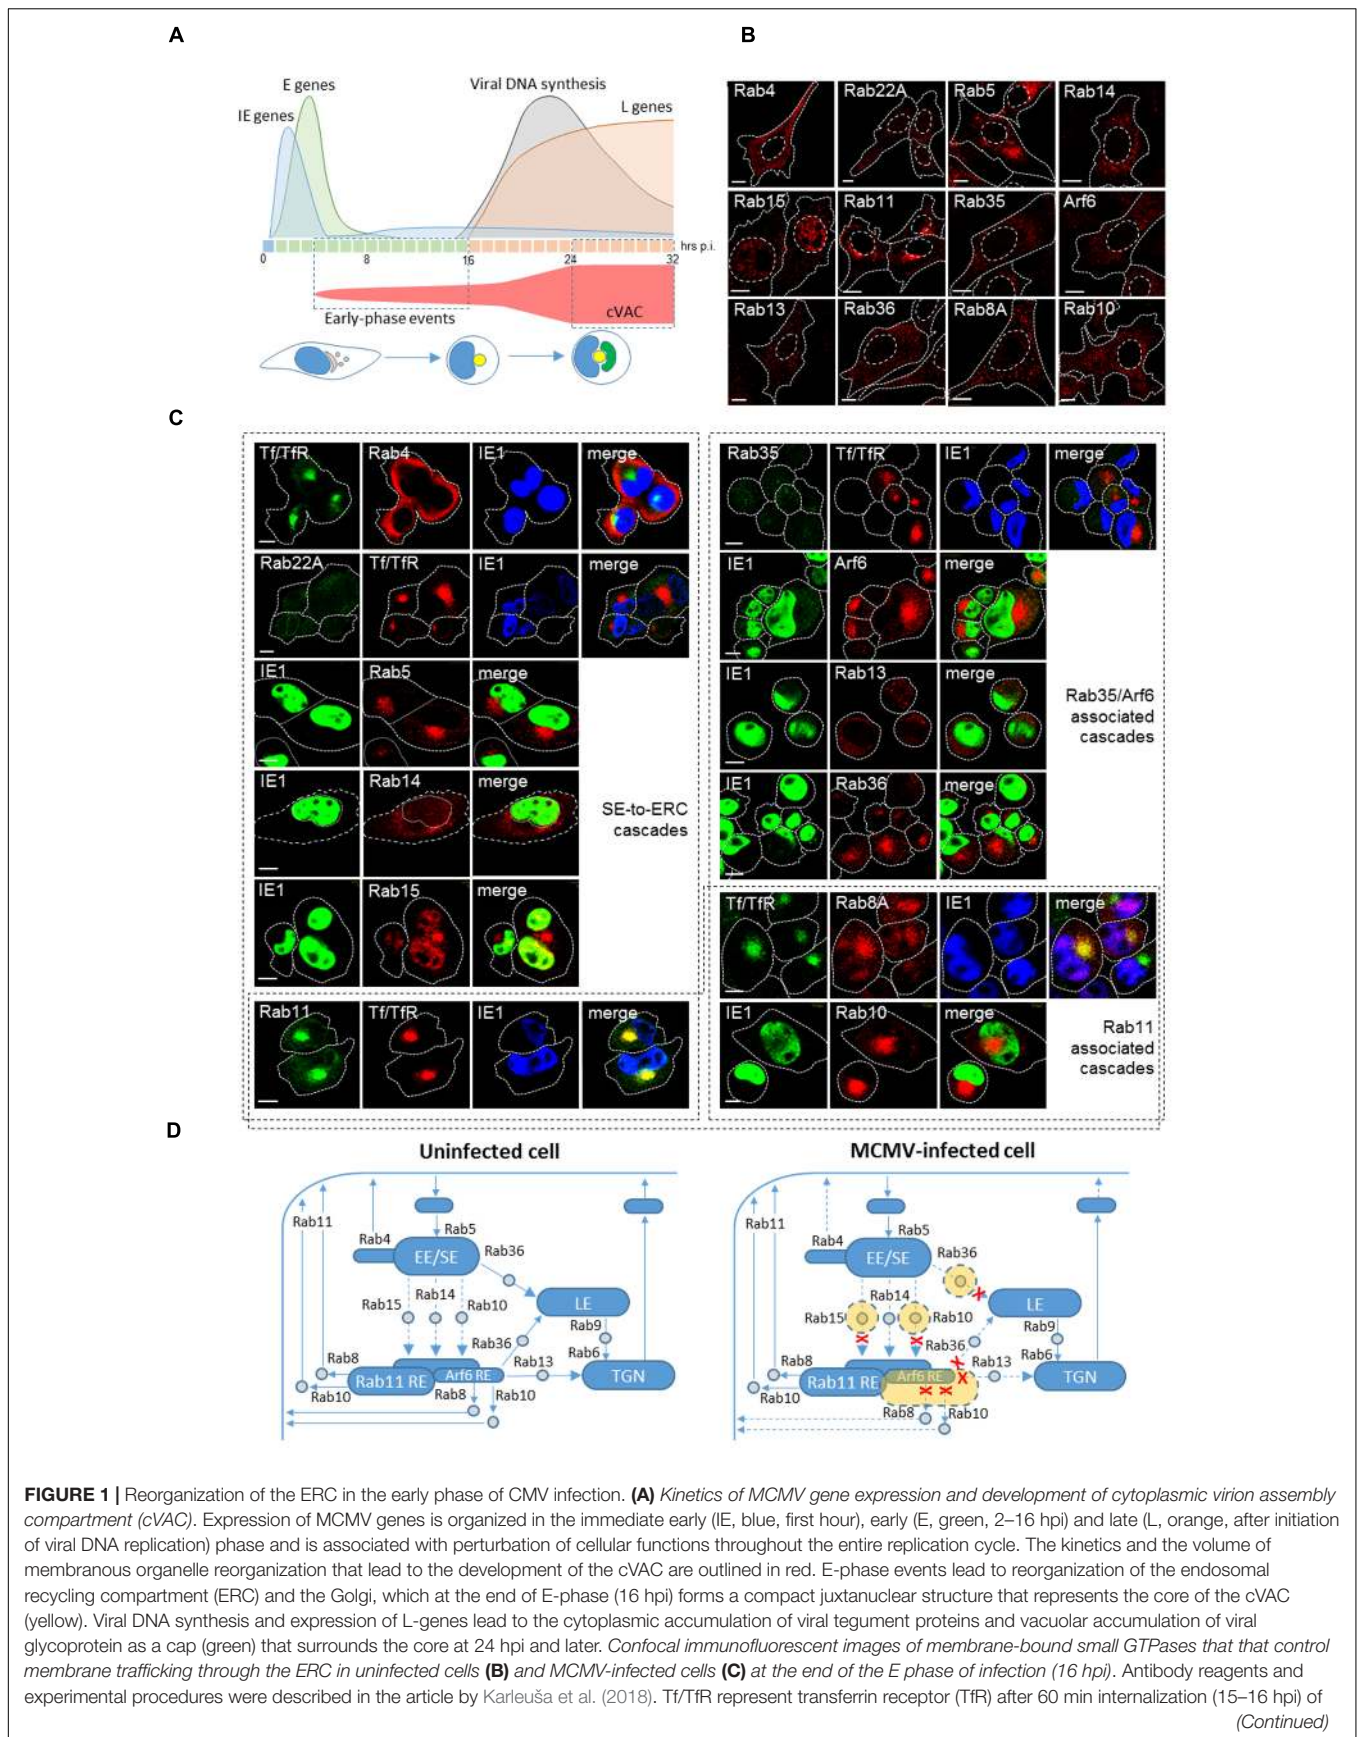 A
E genes
IE genes
Viral DNA synthesis
L genes
hrs p.i.
0
8
16
24
32
Early-phase events
cVAC
B
Rab4
Rab22A
Rab5
Rab14
Rab15
Rab11
Rab35
Arf6
Rab13
Rab36
Rab8A
Rab10
C
Tf/TfR
Rab4
IE1
merge
Rab22A
Tf/TfR
IE1
merge
IE1
Rab5
merge
IE1
Rab14
merge
SE-to-ERC
cascades
IE1
Rab15
merge
Rab11
Tf/TfR
IE1
merge
Rab35
Tf/TfR
IE1
merge
IE1
Arf6
merge
IE1
Rab13
merge
Rab35/Arf6
associated
cascades
IE1
Rab36
merge
Tf/TfR
Rab8A
IE1
merge
IE1
Rab10
merge
Rab11
associated
cascades
D
Uninfected cell
Rab11
Rab4
Rab5
EE/SE
Rab36
Rab15
Rab14
Rab10
LE
Rab9
Rab36
Rab6
Rab8
Rab13
Rab11 RE
Arf6 RE
TGN
Rab10
Rab8
Rab10
MCMV-infected cell
Rab11
Rab4
Rab5
EE/SE
Rab36
Rab15
Rab14
Rab10
LE
Rab9
Rab36
Rab6
Rab8
Rab13
Rab11 RE
Arf6 RE
TGN
Rab10
Rab8
Rab10
FIGURE 1 | Reorganization of the ERC in the early phase of CMV infection. (A) Kinetics of MCMV gene expression and development of cytoplasmic virion assembly
compartment (cVAC). Expression of MCMV genes is organized in the immediate early (IE, blue, first hour), early (E, green, 2–16 hpi) and late (L, orange, after initiation
of viral DNA replication) phase and is associated with perturbation of cellular functions throughout the entire replication cycle. The kinetics and the volume of
membranous organelle reorganization that lead to the development of the cVAC are outlined in red. E-phase events lead to reorganization of the endosomal
recycling compartment (ERC) and the Golgi, which at the end of E-phase (16 hpi) forms a compact juxtanuclear structure that represents the core of the cVAC
(yellow). Viral DNA synthesis and expression of L-genes lead to the cytoplasmic accumulation of viral tegument proteins and vacuolar accumulation of viral
glycoprotein as a cap (green) that surrounds the core at 24 hpi and later. Confocal immunofluorescent images of membrane-bound small GTPases that that control
membrane trafficking through the ERC in uninfected cells (B) and MCMV-infected cells (C) at the end of the E phase of infection (16 hpi). Antibody reagents and
experimental procedures were described in the article by Karleuša et al. (2018). Tf/TfR represent transferrin receptor (TfR) after 60 min internalization (15–16 hpi) of
(Continued)